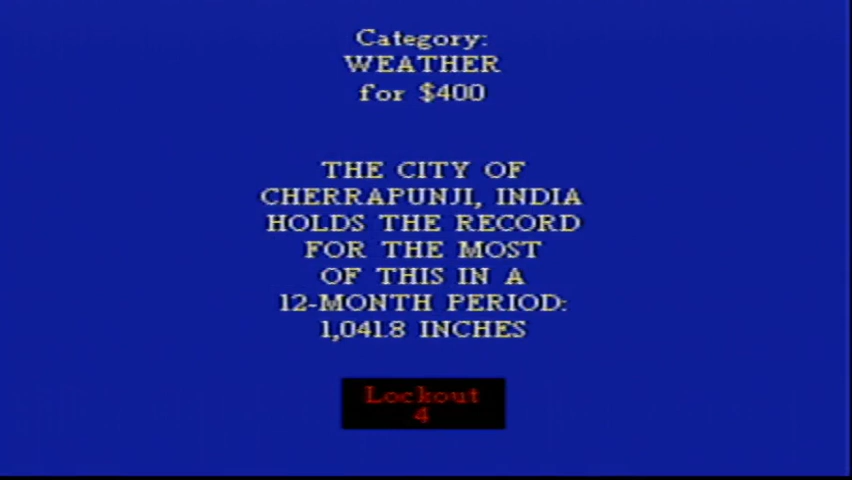 Category:
WEATHER
for $400
THE CITY OF
CHERRAPUNJI, INDIA
HOLDS THE RECORD
FOR THE MOST
OF THIS IN A
12-MONTH PERIOD:
1,041.8 INCHES
Lockout
4